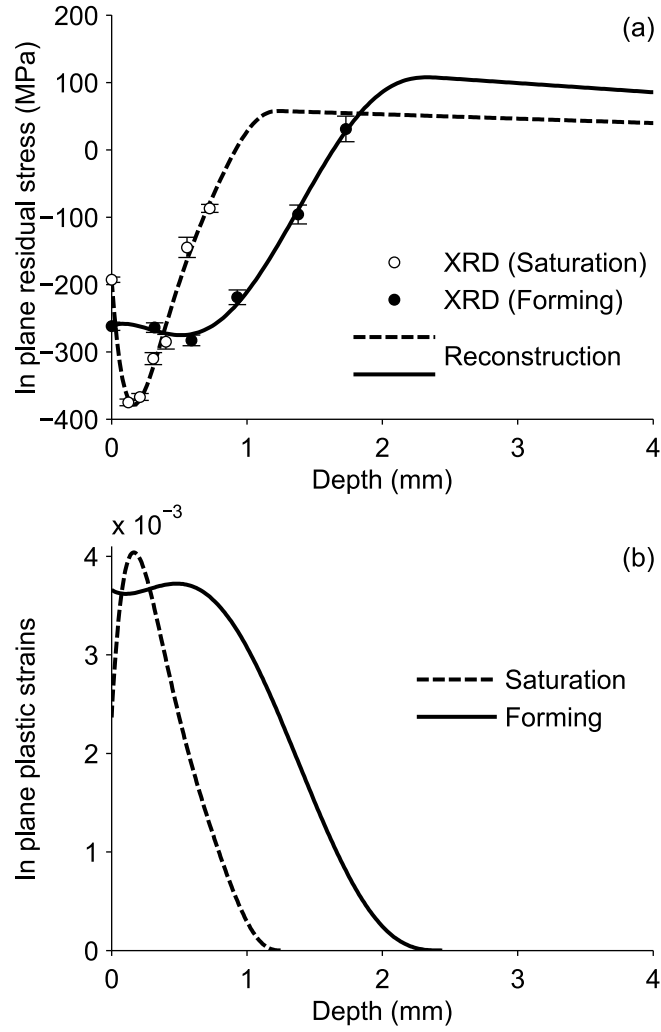 (a)
In plane residual stress (MPa)
200
100
0
−100
−200
−300
−400
XRD (Saturation)
XRD (Forming)
Reconstruction
0 1 2 3 4
Depth (mm)
x 10⁻³
(b)
In plane plastic strains
4
3
2
1
0
Saturation
Forming
0 1 2 3 4
Depth (mm)